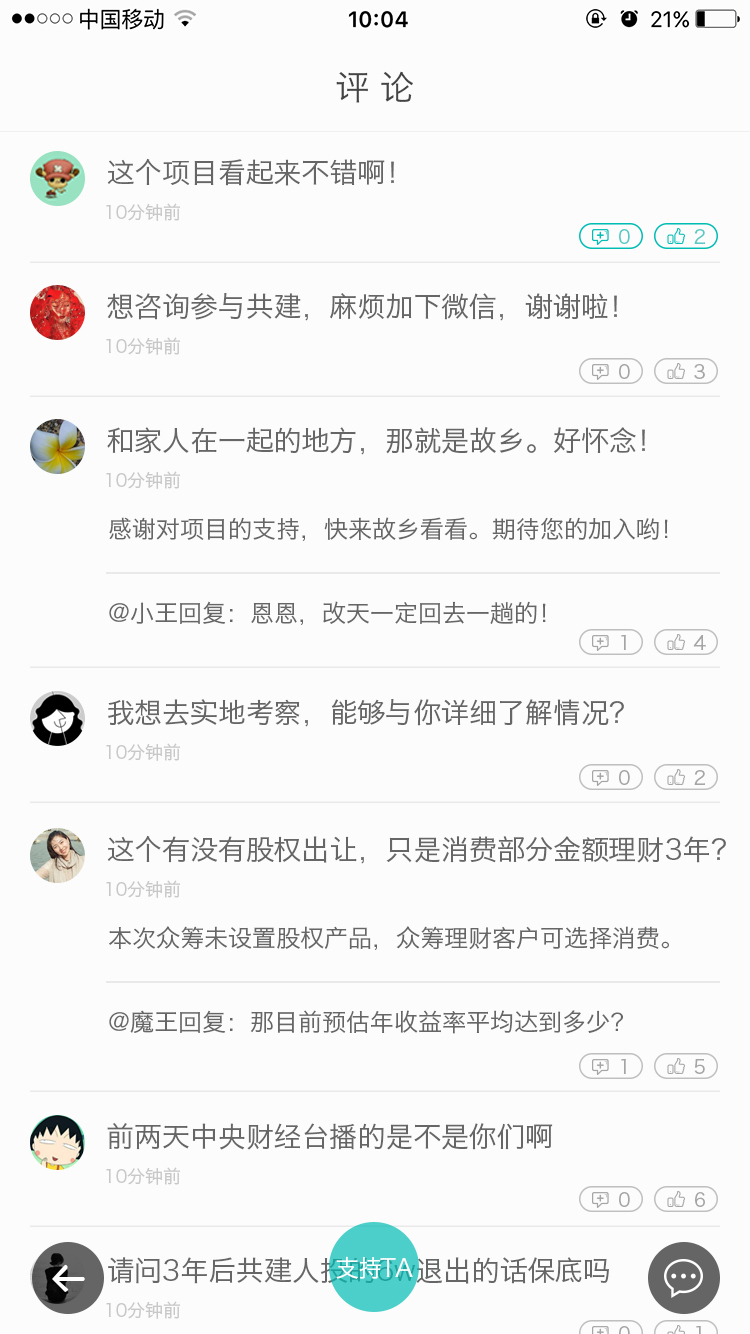 中国移动 10:04 21%
评论
这个项目看起来不错啊！
10分钟前
0 2
想咨询参与共建，麻烦加下微信，谢谢啦！
10分钟前
0 3
和家人在一起的地方，那就是故乡。好怀念！
10分钟前
感谢对项目的支持，快来故乡看看。期待您的加入哟！
@小王回复：恩恩，改天一定回去一趟的！
1 4
我想去实地考察，能够与你详细了解情况？
10分钟前
0 2
这个有没有股权出让，只是消费部分金额理财3年？
10分钟前
本次众筹未设置股权产品，众筹理财客户可选择消费。
@魔王回复：那目前预估年收益率平均达到多少？
1 5
前两天中央财经台播的是不是你们啊
10分钟前
0 6
请问3年后共建人投 退出的话保底吗
支持TA
10分钟前
0 1